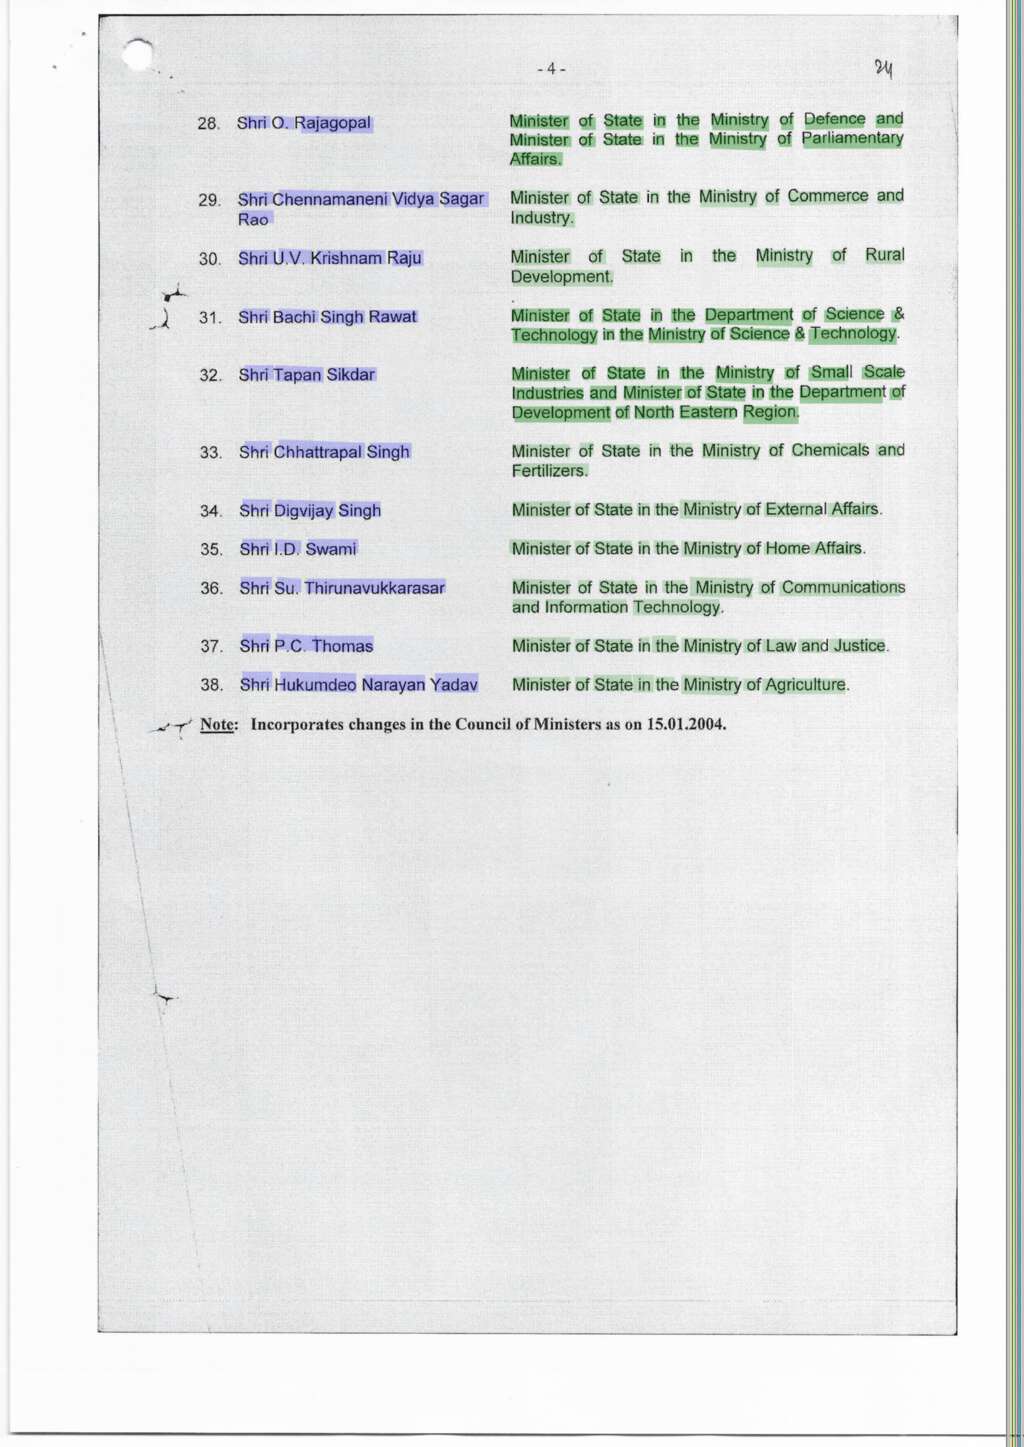 -4-
24
28. Shri O. Rajagopal Minister of State in the Ministry of Defence and
Minister of State in the Ministry of Parliamentary
Affairs.
29. Shri Chennamaneni Vidya Sagar Minister of State in the Ministry of Commerce and
Rao Industry.
30. Shri U.V. Krishnam Raju Minister of State in the Ministry of Rural
Development.
31. Shri Bachi Singh Rawat Minister of State in the Department of Science &
Technology in the Ministry of Science & Technology.
32. Shri Tapan Sikdar Minister of State in the Ministry of Small Scale
Industries and Minister of State in the Department of
Development of North Eastern Region.
33. Shri Chhattrapal Singh Minister of State in the Ministry of Chemicals and
Fertilizers.
34. Shri Digvijay Singh Minister of State in the Ministry of External Affairs.
35. Shri I.D. Swami Minister of State in the Ministry of Home Affairs.
36. Shri Su. Thirunavukkarasar Minister of State in the Ministry of Communications
and Information Technology.
37. Shri P.C. Thomas Minister of State in the Ministry of Law and Justice.
38. Shri Hukumdeo Narayan Yadav Minister of State in the Ministry of Agriculture.
Note: Incorporates changes in the Council of Ministers as on 15.01.2004.